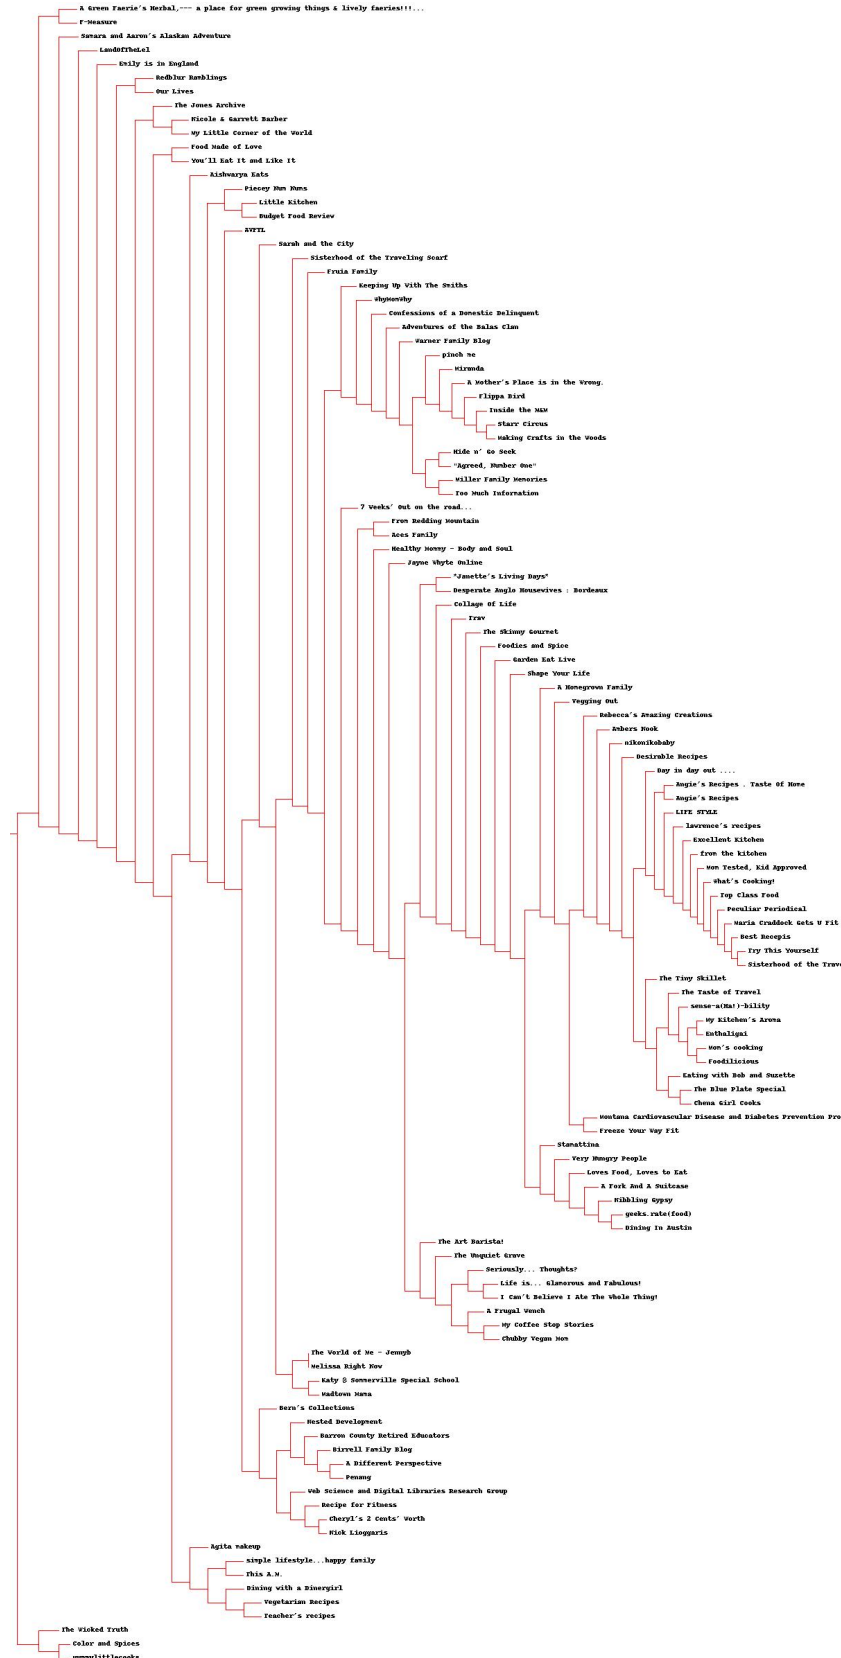 A Green Faerie's Herbal,~~~ a place for green growing things & lively faeries!!!...
F-Measure
Samara and Aaron's Alaskan Adventure
LandOfTheLel
Emily is in England
Redblur Ramblings
Our Lives
The Jones Archive
Nicole & Garrett Barber
My Little Corner of the World
Food Made of Love
You'll Eat It and Like It
Aishwarya Eats
Piecey Num Nums
Little Kitchen
Budget Food Review
AVFTL
Sarah and the City
Sisterhood of the Traveling Scarf
Fruia Family
Keeping Up With The Smiths
WhyMomWhy
Confessions of a Domestic Delinquent
Adventures of the Balas Clan
Warner Family Blog
pinch me
Miranda
A Mother's Place is in the Wrong.
Flippa Bird
Inside the M&M
Starr Circus
Making Crafts in the Woods
Hide n' Go Seek
"Agreed, Number One"
Miller Family Memories
Too Much Information
7 Weeks' Out on the road...
From Redding Mountain
Aces Family
Healthy Mommy - Body and Soul
Jayne Whyte Online
"Janette's Living Days"
Desperate Anglo Housewives : Bordeaux
Collage Of Life
Trav
The Skinny Gourmet
Foodies and Spice
Garden Eat Live
Shape Your Life
A Homegrown Family
Vegging Out
Rebecca's Amazing Creations
Ambers Nook
nikonikobaby
Desirable Recipes
Day in day out ....
Angie's Recipes . Taste Of Home
Angie's Recipes
LIFE STYLE
lawrence's recipes
Excellent Kitchen
from the kitchen
Mom Tested, Kid Approved
What's Cooking!
Top Class Food
Peculiar Periodical
Maria Craddock Gets U Fit
Best Recepis
Try This Yourself
Sisterhood of the Trave
The Tiny Skillet
The Taste of Travel
sense-a(Ha!)-bility
My Kitchen's Aroma
Enthaligai
Mom's cooking
Foodilicious
Eating with Bob and Suzette
The Blue Plate Special
Chena Girl Cooks
Montana Cardiovascular Disease and Diabetes Prevention Pro
Freeze Your Way Fit
Stamattina
Very Hungry People
Loves Food, Loves to Eat
A Fork And A Suitcase
Nibbling Gypsy
geeks.rate(food)
Dining In Austin
The Art Barista!
The Unquiet Grave
Seriously... Thoughts?
Life is... Glamorous and Fabulous!
I Can't Believe I Ate The Whole Thing!
A Frugal Wench
My Coffee Stop Stories
Chubby Vegan Mom
The World of Me - Jennyb
Melissa Right Now
Katy @ Sommerville Special School
Madtown Mama
Bern's Collections
Nested Development
Barron County Retired Educators
Birrell Family Blog
A Different Perspective
Penang
Web Science and Digital Libraries Research Group
Recipe for Fitness
Cheryl's 2 Cents' Worth
Nick Lioggaris
Agita makeup
simple lifestyle...happy family
This A.M.
Dining with a Dinergirl
Vegetarian Recipes
Teacher's recipes
The Wicked Truth
Color and Spices
yummylittlecooks